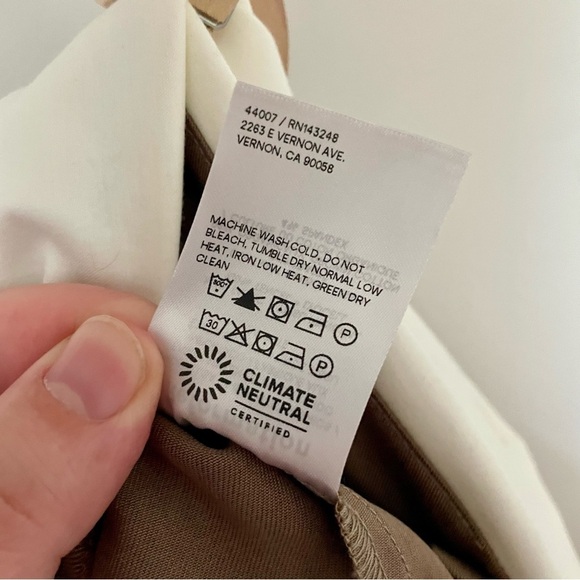 44007 / RN143248
2263 E VERNON AVE.
VERNON, CA 90058
MACHINE WASH COLD, DO NOT
BLEACH, TUMBLE DRY NORMAL LOW
HEAT, IRON LOW HEAT, GREEN DRY
CLEAN
P
30 P
CLIMATE
NEUTRAL
CERTIFIED